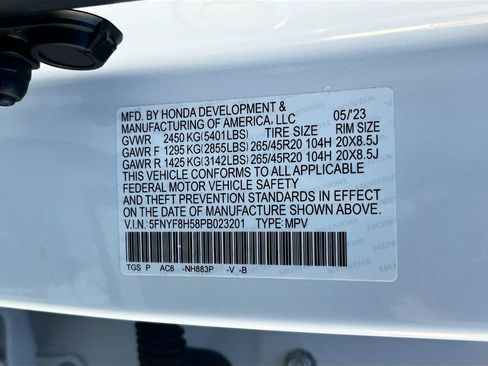 MFD. BY HONDA DEVELOPMENT &
MANUFACTURING OF AMERICA, LLC 05/23
GVWR 2450 KG(5401LBS) TIRE SIZE RIM SIZE
GAWR F 1295 KG(2855LBS) 265/45R20 104H 20X8.5J
GAWR R 1425 KG(3142LBS) 265/45R20 104H 20X8.5J
THIS VEHICLE CONFORMS TO ALL APPLICABLE
FEDERAL MOTOR VEHICLE SAFETY
AND THEFT PREVENTION STANDARDS IN EFFECT
ON THE DATE OF MANUFACTURE SHOWN ABOVE.
V.I.N.: 5FNYF8H58PB023201 TYPE: MPV
TGS P AC6 -NH883P -V -B